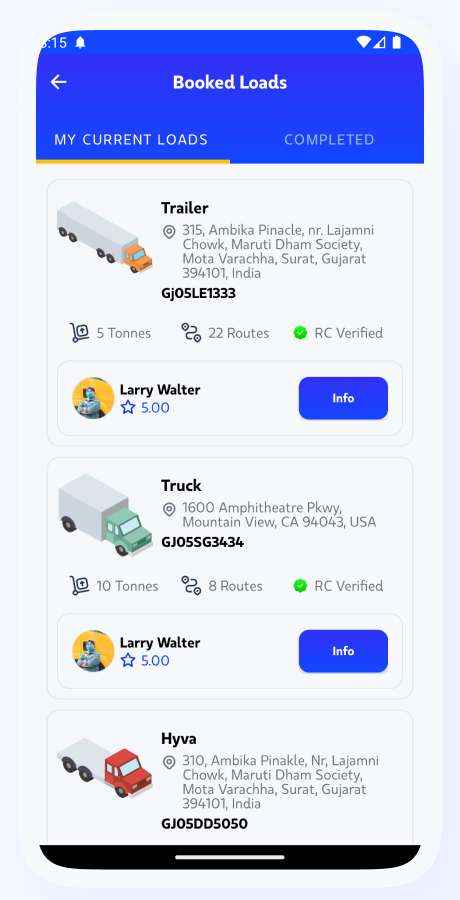 :15
Booked Loads
MY CURRENT LOADS
COMPLETED
Trailer
315, Ambika Pinacle, nr. Lajamni
Chowk, Maruti Dham Society,
Mota Varachha, Surat, Gujarat
394101, India
Gj05LE1333
5 Tonnes
22 Routes
RC Verified
Larry Walter
5.00
Info
Truck
1600 Amphitheatre Pkwy,
Mountain View, CA 94043, USA
GJ05SG3434
10 Tonnes
8 Routes
RC Verified
Larry Walter
5.00
Info
Hyva
310, Ambika Pinakle, Nr, Lajamni
Chowk, Maruti Dham Society,
Mota Varachha, Surat, Gujarat
394101, India
GJ05DD5050